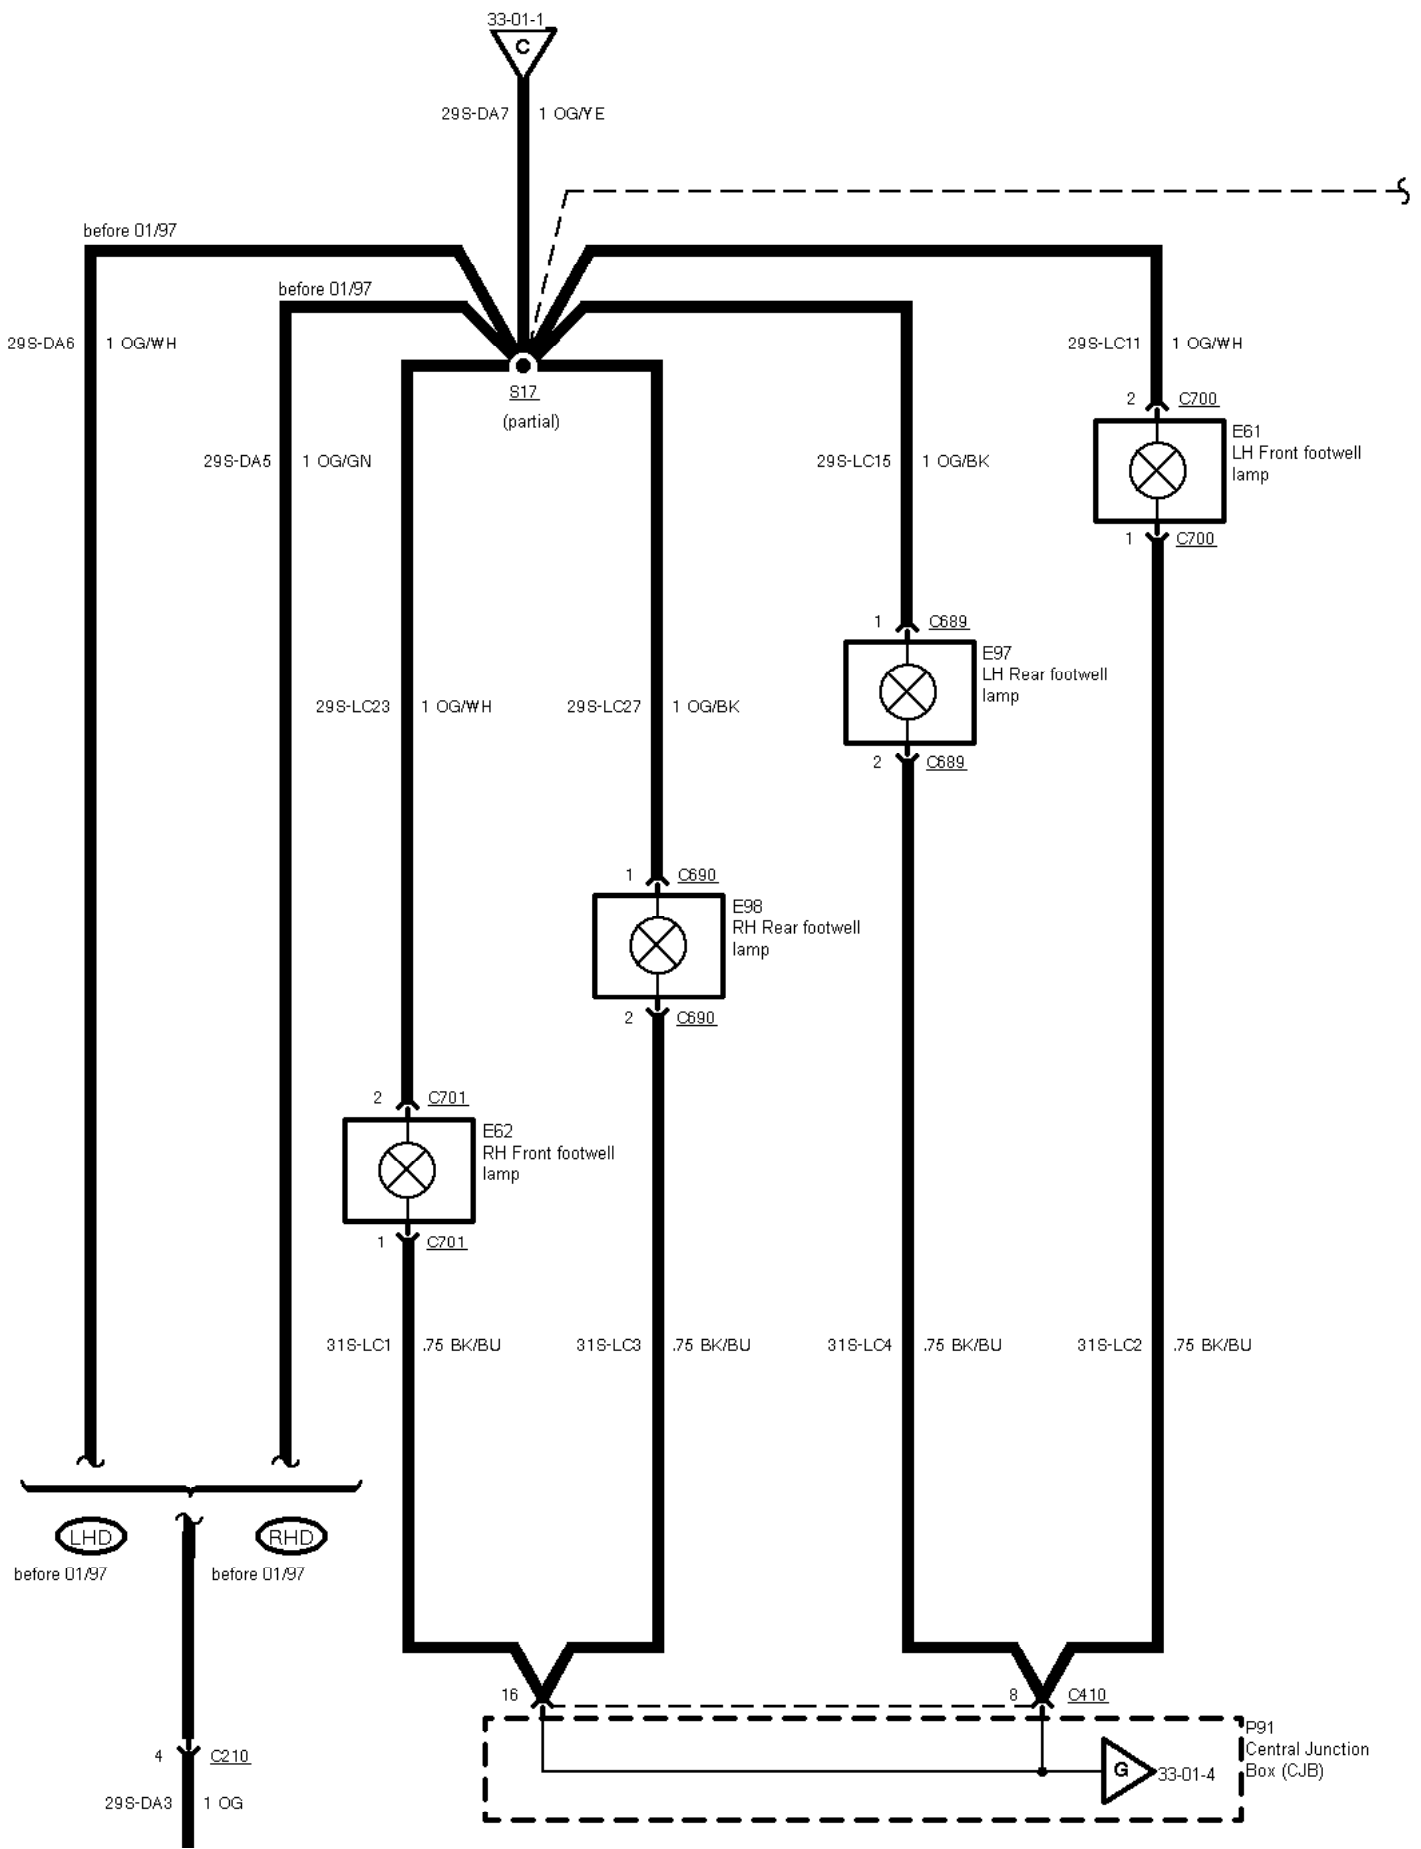 33-01-1
C
29S-DA7 1 OG/YE
before 01/97
before 01/97
29S-DA6 1 OG/WH
29S-LC11 1 OG/WH
S17
(partial)
2 C700
E61
LH Front footwell
lamp
29S-DA5 1 OG/GN
29S-LC15 1 OG/BK
1 C700
1 C689
E97
LH Rear footwell
lamp
29S-LC23 1 OG/WH
29S-LC27 1 OG/BK
2 C689
1 C690
E98
RH Rear footwell
lamp
2 C690
2 C701
E62
RH Front footwell
lamp
1 C701
31S-LC1 .75 BK/BU
31S-LC3 .75 BK/BU
31S-LC4 .75 BK/BU
31S-LC2 .75 BK/BU
LHD
RHD
before 01/97
before 01/97
16
8 C410
P91
Central Junction
Box (CJB)
G
33-01-4
4 C210
29S-DA3 1 OG